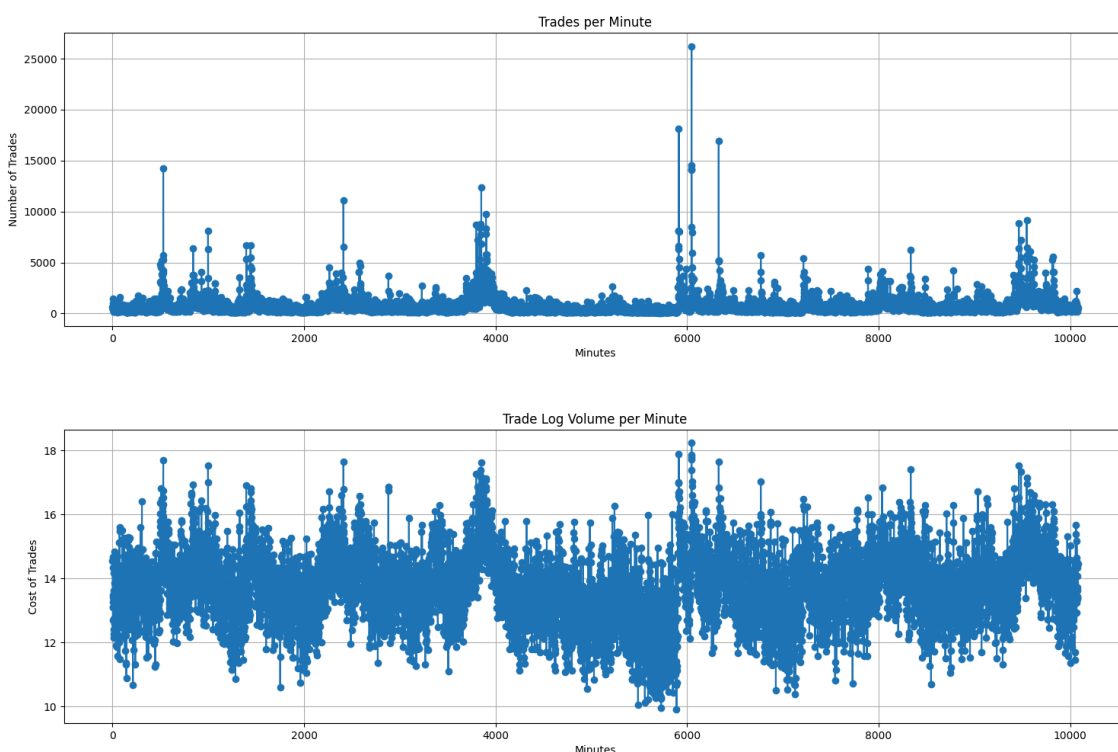 Trades per Minute
25000
20000
15000
10000
5000
0
Number of Trades
0 2000 4000 6000 8000 10000
Minutes
Trade Log Volume per Minute
18
16
14
12
10
Cost of Trades
0 2000 4000 6000 8000 10000
Minutes